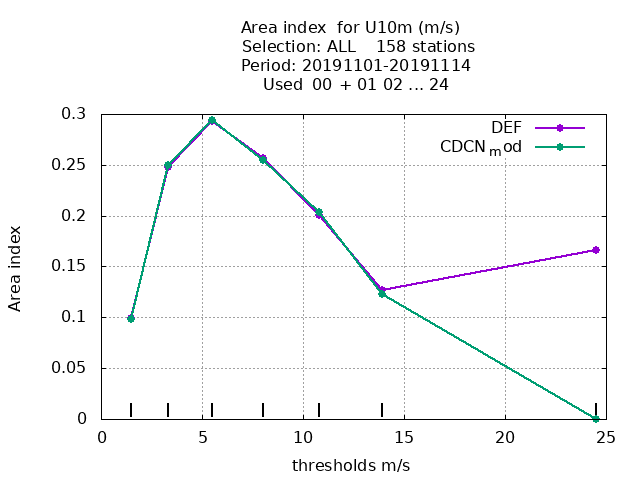 Area index  for U10m (m/s)
Selection: ALL    158 stations
Period: 20191101-20191114
Used  00  + 01 02 ... 24
DEF
CDCNmod
0.3
0.25
0.2
0.15
0.1
0.05
0
Area index
0 5 10 15 20 25
thresholds m/s